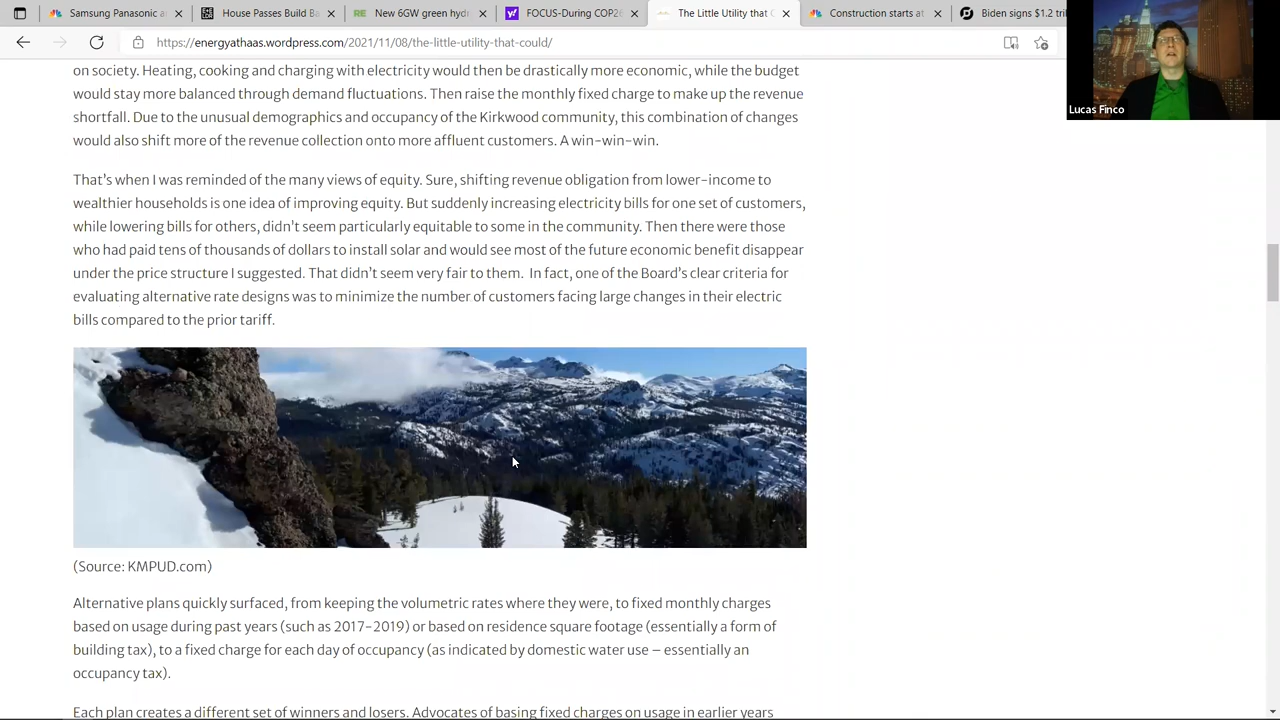 Samsung Panasonic a
House Passes Build Ba
RE
New AGW green hydr
FOCUS-During COP26
The Little Utility that C
Construction starts at
Biden signs $1.2 tri
https://energyathaas.wordpress.com/2021/11/08/the-little-utility-that-could/
Lucas Finco
on society. Heating, cooking and charging with electricity would then be drastically more economic, while the budget
would stay more balanced through demand fluctuations. Then raise the monthly fixed charge to make up the revenue
shortfall. Due to the unusual demographics and geography of the Kirkwood community, this combination of changes
would also shift more of the revenue collection onto more affluent customers. A win-win-win.
That's when I was reminded of the many views of equity. Sure, shifting revenue obligation from lower-income to
wealthier households is one idea of improving equity. But suddenly increasing electricity bills for one set of customers,
while lowering bills for others, didn't seem particularly equitable to some in the community. Then there were those
who had paid tens of thousands of dollars to install solar and would see most of the future economic benefit disappear
under the price structure I suggested. That didn't seem very fair to them. In fact, one of the Board's clear criteria for
evaluating alternative rate designs was to minimize the number of customers facing large changes in their electric
bills compared to the prior tariff.
(Source: KMPUD.com)
Alternative plans quickly surfaced, from keeping the volumetric rates where they were, to fixed monthly charges
based on usage during past years (such as 2017-2019) or based on residence square footage (essentially a form of
building tax), to a fixed charge for each day of occupancy (as indicated by domestic water use – essentially an
occupancy tax).
Each plan creates a different set of winners and losers. Advocates of basing fixed charges on usage in earlier years